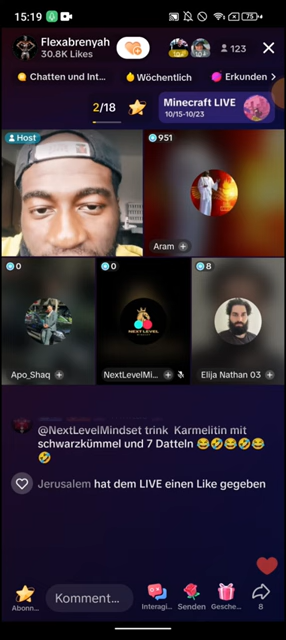 15:19
75
Flexabrenyah
30.8K Likes
123
Chatten und Int...
Wöchentlich
Erkunden
2/18
Minecraft LIVE
10/15-10/23
Host
951
Aram
0
0
8
Apo_Shaq
NEXT LEVEL
NextLevelMi...
Elija Nathan 03
@NextLevelMindset trink Karmelitin mit
schwarzkümmel und 7 Datteln 😂🤣😂🤣😂
🤣
Jerusalem hat dem LIVE einen Like gegeben
Komment...
Abonn...
Interagi...
Senden
Gesche...
8